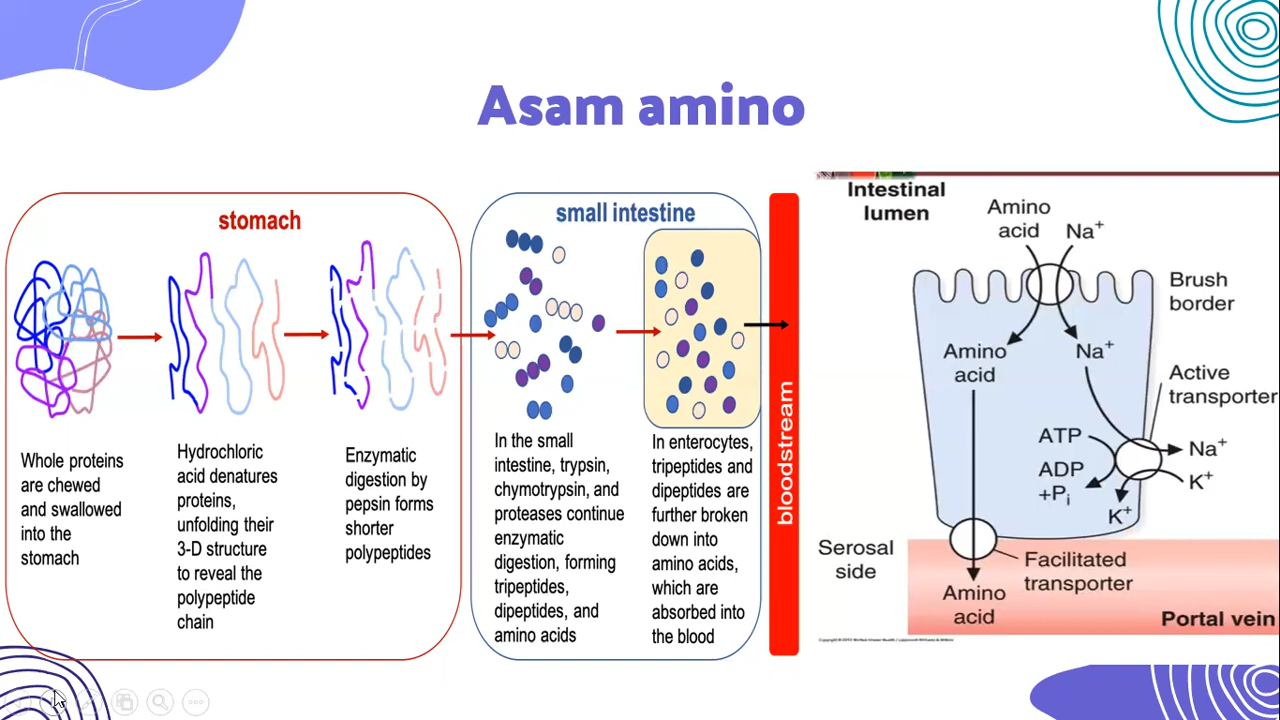 Asam amino
stomach
Whole proteins
are chewed
and swallowed
into the
stomach
Hydrochloric
acid denatures
proteins,
unfolding their
3-D structure
to reveal the
polypeptide
chain
Enzymatic
digestion by
pepsin forms
shorter
polypeptides
small intestine
In the small
intestine, trypsin,
chymotrypsin, and
proteases continue
enzymatic
digestion, forming
tripeptides,
dipeptides, and
amino acids
In enterocytes,
tripeptides and
dipeptides are
further broken
down into
amino acids,
which are
absorbed into
the blood
bloodstream
Intestinal
lumen
Amino
acid
Na+
Brush
border
Amino
acid
Na+
Active
transporter
ATP
ADP
+Pi
Na+
K+
K+
Serosal
side
Facilitated
transporter
Amino
acid
Portal vein